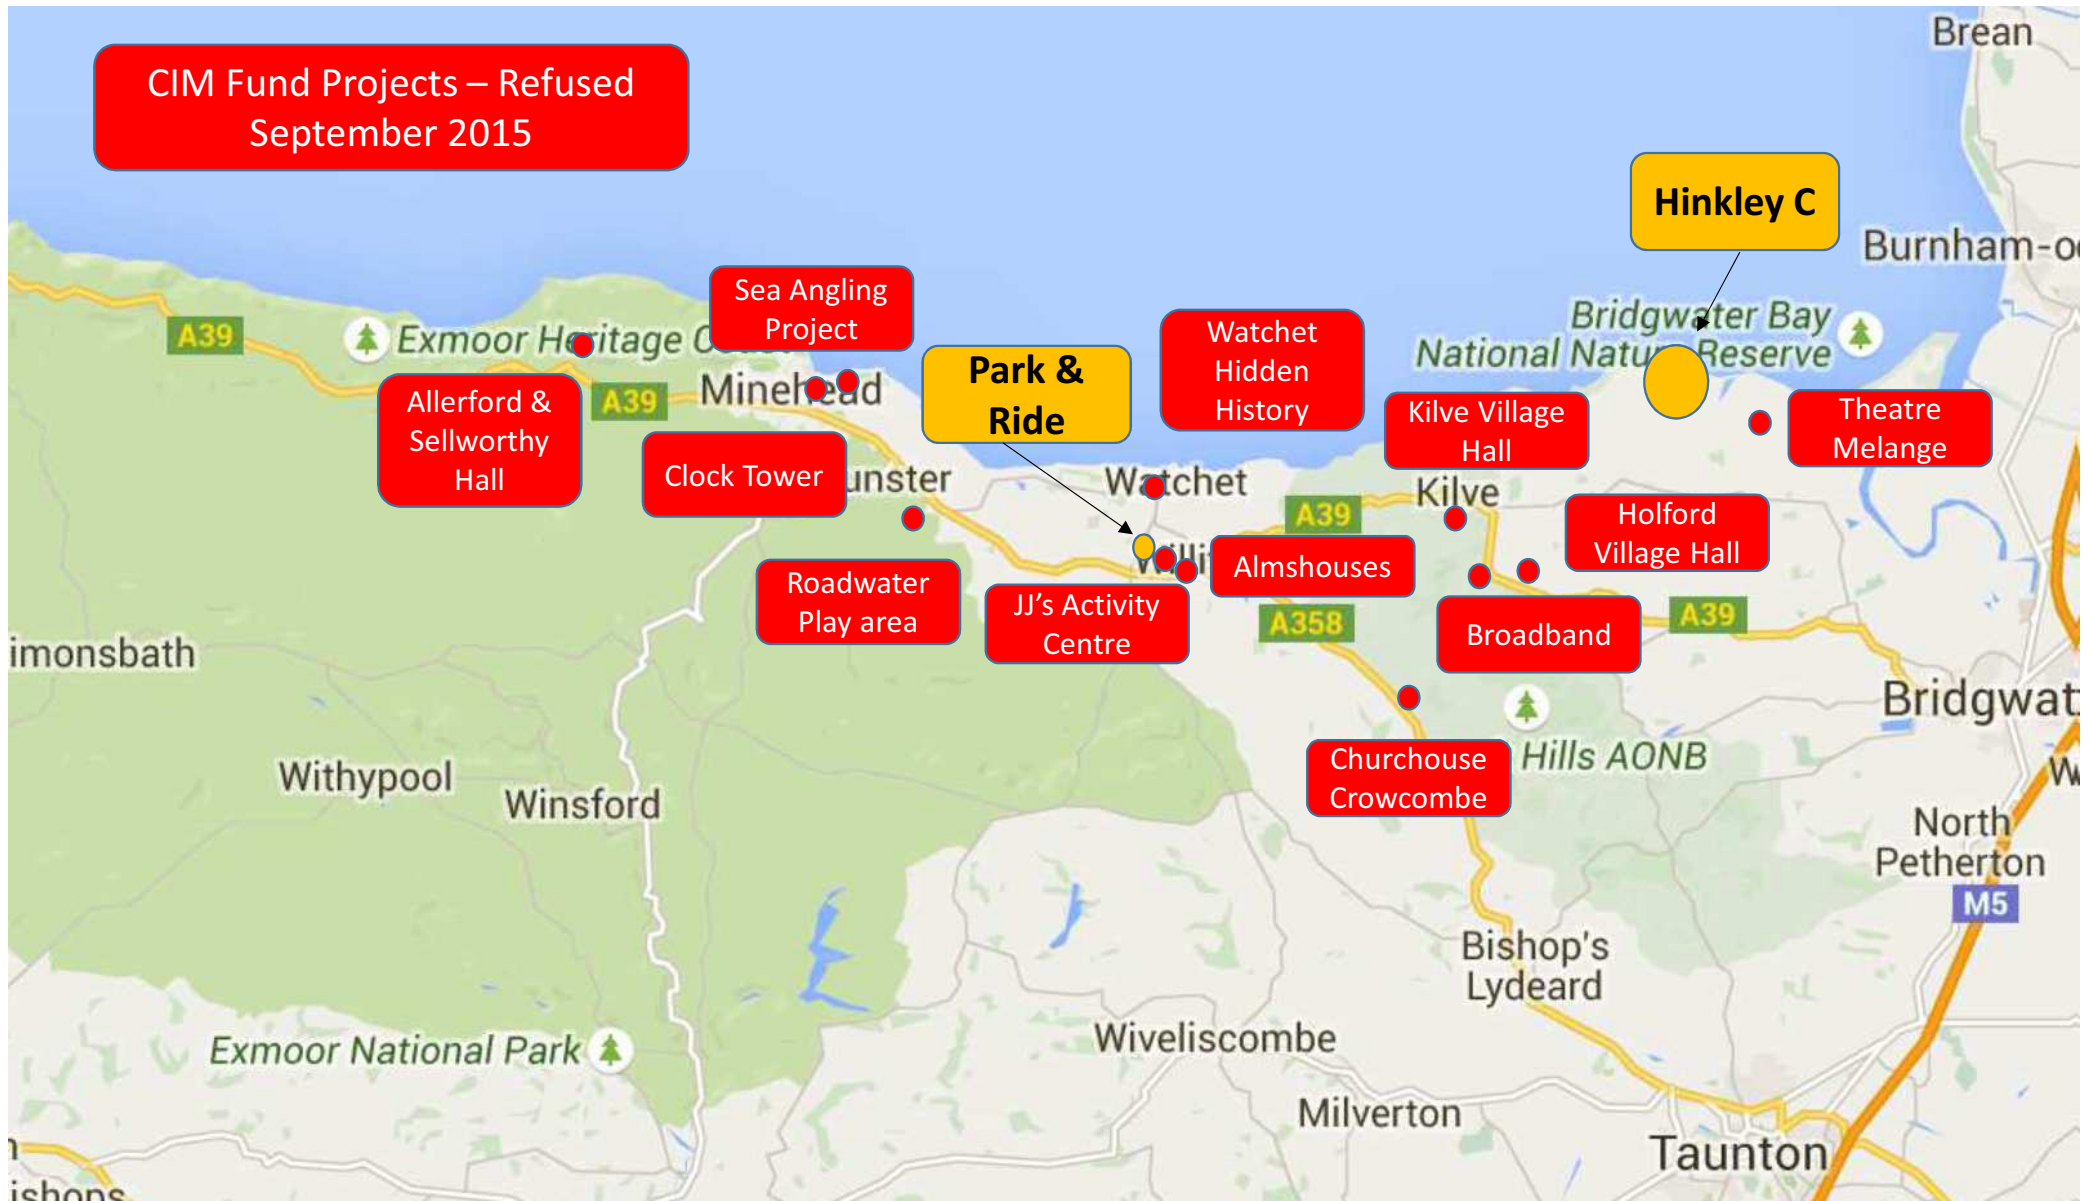 CIM Fund Projects – Refused
September 2015
Brean
Hinkley C
Burnham-o
Sea Angling
Project
A39
Exmoor Heritage
Bridgwater Bay
National Nature Reserve
Watchet
Hidden
History
Park &
Ride
Minehead
A39
Allerford &
Sellworthy
Hall
Kilve Village
Hall
Theatre
Melange
Clock Tower
unster
Watchet
Kilve
A39
Holford
Village Hall
Willi
Almshouses
Roadwater
Play area
JJ's Activity
Centre
A358
Broadband
A39
imonsbath
Bridgwat
Churchouse
Crowcombe
Hills AONB
Withypool
Winsford
W
North
Petherton
M5
Bishop's
Lydeard
Exmoor National Park
Wiveliscombe
Milverton
Taunton
ishops